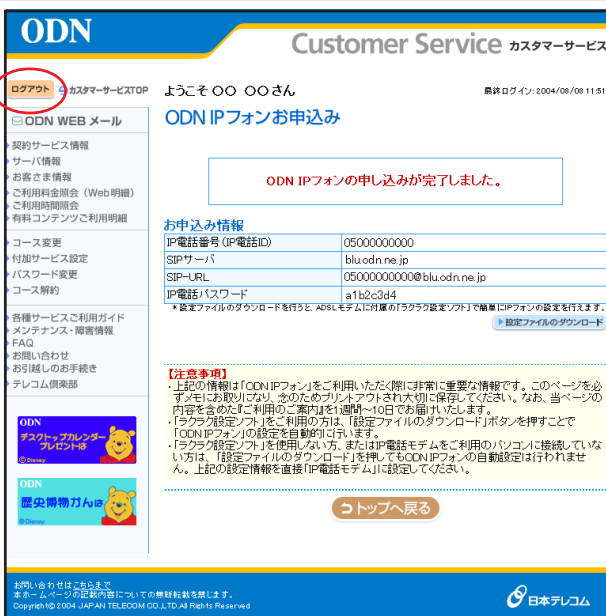 ODN
Customer Service カスタマーサービス
ログアウト
カスタマーサービスTOP
ようこそ○○ ○○さん
最終ログイン:2004/08/08 11:51
ODN WEB メール
ODN IPフォンお申込み
契約サービス情報
サーバ情報
お客さま情報
ご利用料金照会（Web明細）
ご利用時間照会
有料コンテンツご利用明細
コース変更
付加サービス設定
パスワード変更
コース解約
各種サービスご利用ガイド
メンテナンス・障害情報
FAQ
お問い合わせ
お引越しのお手続き
テレコム倶楽部
ODN
デスクトップカレンダー
プレゼントは
©Disney
ODN
歴史博物がんは
©Disney
ODN IPフォンの申し込みが完了しました。
お申込み情報
IP電話番号(IP電話ID) 05000000000
SIPサーバ blu.odn.ne.jp
SIP-URL 05000000000@blu.odn.ne.jp
IP電話パスワード a1b2c3d4
*設定ファイルのダウンロードを行うと、ADSLモデムに付属の「ラクラク設定ソフト」で簡単にIPフォンの設定を行えます。
設定ファイルのダウンロード
【注意事項】
・上記の情報は「ODN IPフォン」をご利用いただく際に非常に重要な情報です。このページを必
ずメモにお取りになり、念のためプリントアウトされ大切に保存してください。なお、当ページの
内容を含めた『ご利用のご案内』を1週間〜10日でお届けいたします。
・「ラクラク設定ソフト」をご利用の方は、「設定ファイルのダウンロード」ボタンを押すことで
「ODN IPフォン」の設定を自動的に行います。
・「ラクラク設定ソフト」を使用しない方、またはIP電話モデムをご利用のパソコンに接続していな
い方は、「設定ファイルのダウンロード」を押してもODN IPフォンの自動設定は行われませ
ん。上記の設定情報を直接「IP電話モデム」に設定してください。
トップへ戻る
お問い合わせはこちらまで
本ホームページの記載内容についての無断転載を禁じます。
Copyright© 2004 JAPAN TELECOM CO.,LTD.All Rights Reserved
日本テレコム